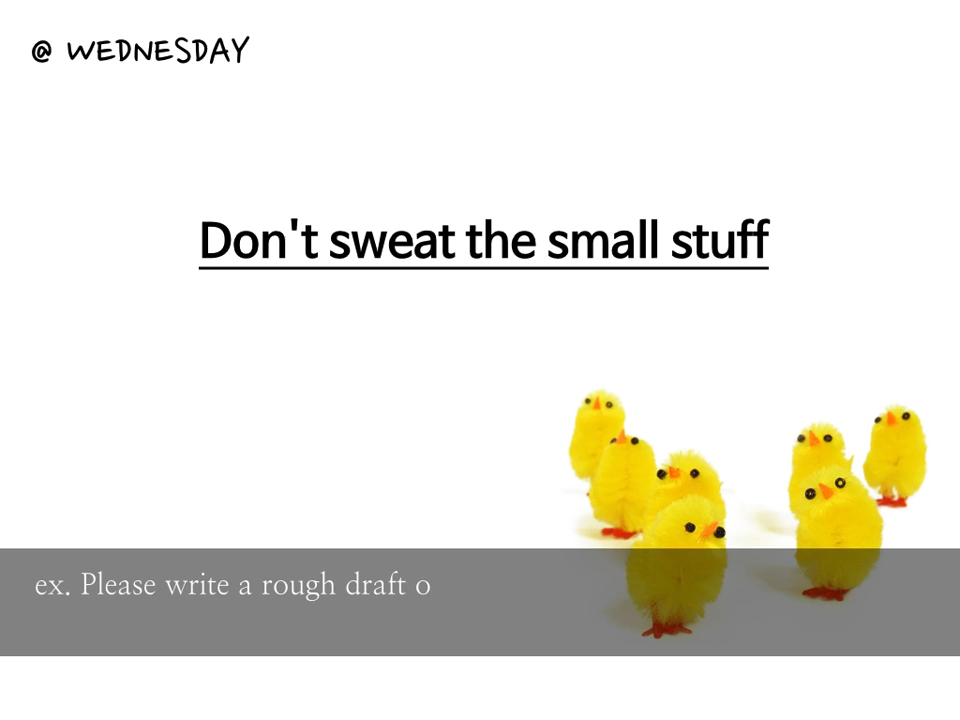 @ WEDNESDAY
Don't sweat the small stuff
ex. Please write a rough draft o